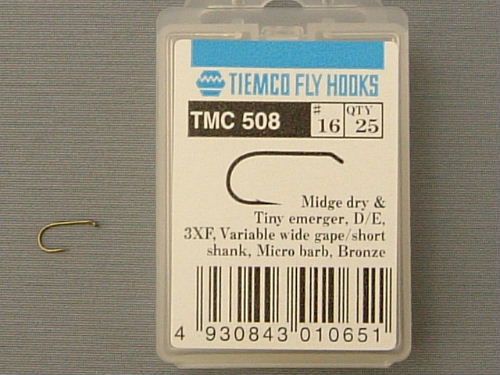 TIEMCO FLY HOOKS
TMC 508
# 16
QTY 25
Midge dry &
Tiny emerger, D/E,
3XF, Variable wide gape/short
shank, Micro barb, Bronze
4 930843 010651